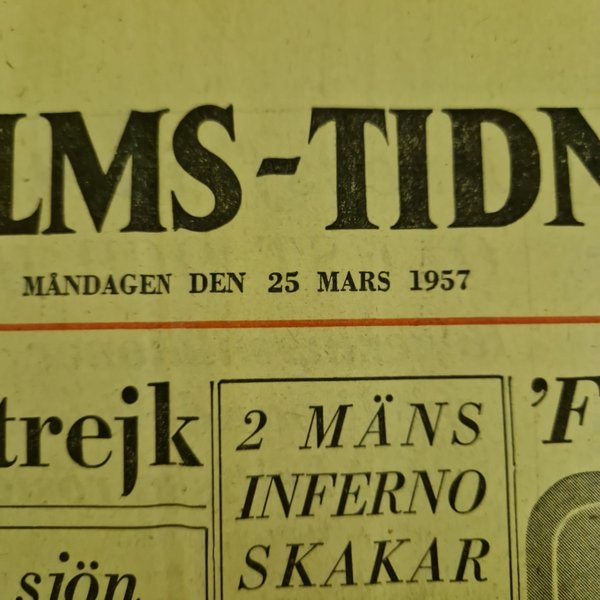 LMS-TIDN
MÅNDAGEN DEN 25 MARS 1957
trejk
sjön
2 MÄNS
INFERNO
SKAKAR
'F